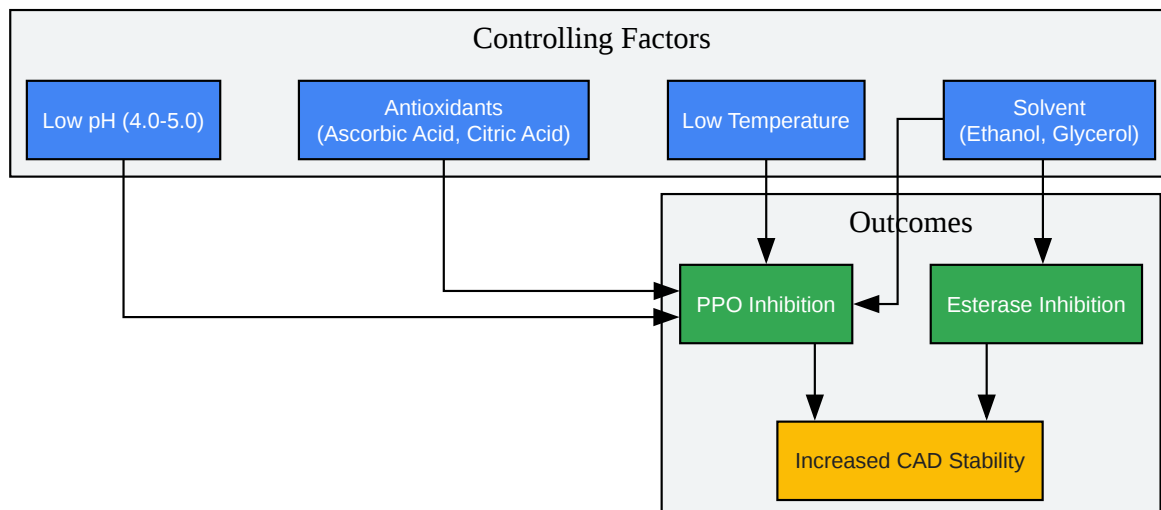 Controlling Factors
Low pH (4.0-5.0)
Antioxidants
(Ascorbic Acid, Citric Acid)
Low Temperature
Solvent
(Ethanol, Glycerol)
Outcomes
PPO Inhibition
Esterase Inhibition
Increased CAD Stability